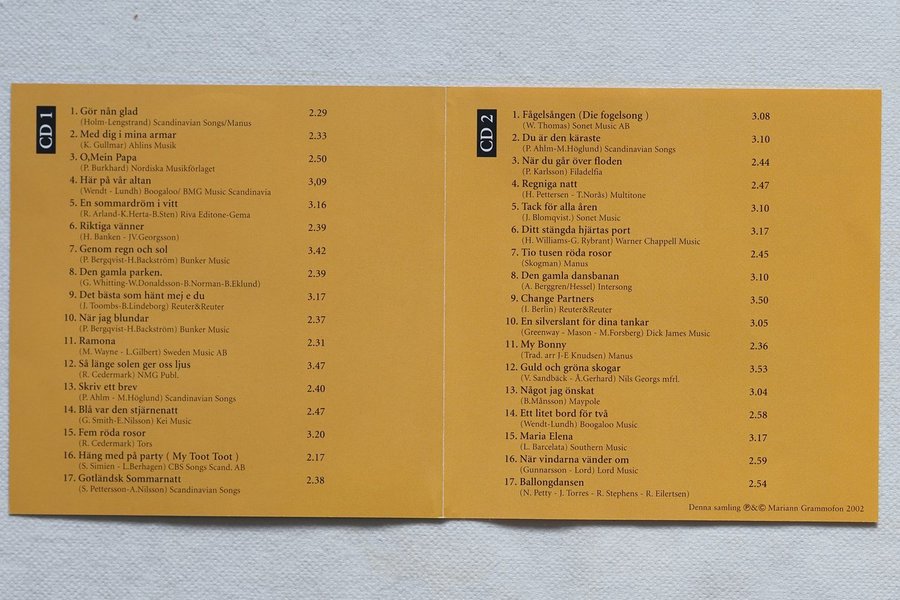 CD 1
1. Gör nån glad 2.29
(Holm-Lengstrand) Scandinavian Songs/Manus
2. Med dig i mina armar 2.33
(K. Gullmar) Ahlins Musik
3. O,Mein Papa 2.50
(P. Burkhard) Nordiska Musikförlaget
4. Här på vår altan 3,09
(Wendt - Lundh) Boogaloo/ BMG Music Scandinavia
5. En sommardröm i vitt 3.16
(R. Arland-K.Herta-B.Sten) Riva Editone-Gema
6. Riktiga vänner 2.39
(H. Banken - JV.Georgsson)
7. Genom regn och sol 3.42
(P. Bergqvist-H.Backström) Bunker Music
8. Den gamla parken. 2.39
(G. Whitting-W.Donaldsson-B.Norman-B.Eklund)
9. Det bästa som hänt mej e du 3.17
(J. Toombs-B.Lindeborg) Reuter&Reuter
10. När jag blundar 2.37
(P. Bergqvist-H.Backström) Bunker Music
11. Ramona 2.31
(M. Wayne - L.Gilbert) Sweden Music AB
12. Så länge solen ger oss ljus 3.47
(R. Cedermark) NMG Publ.
13. Skriv ett brev 2.40
(P. Ahlm - M.Höglund) Scandinavian Songs
14. Blå var den stjärnenatt 2.47
(G. Smith-E.Nilsson) Kei Music
15. Fem röda rosor 3.20
(R. Cedermark) Tors
16. Häng med på party ( My Toot Toot ) 2.17
(S. Simien - L.Berhagen) CBS Songs Scand. AB
17. Gotländsk Sommarnatt 2.38
(S. Pettersson-A.Nilsson) Scandinavian Songs
CD 2
1. Fågelsången (Die fogelsong ) 3.08
(W. Thomas) Sonet Music AB
2. Du är den käraste 3.10
(P. Ahlm-M.Höglund) Scandinavian Songs
3. När du går över floden 2.44
(P. Karlsson) Filadelfia
4. Regniga natt 2.47
(H. Pettersen - T.Norås) Multitone
5. Tack för alla åren 3.10
(J. Blomqvist.) Sonet Music
6. Ditt stängda hjärtas port 3.17
(H. Williams-G. Rybrant) Warner Chappell Music
7. Tio tusen röda rosor 2.45
(Skogman) Manus
8. Den gamla dansbanan 3.10
(A. Berggren/Hessel) Intersong
9. Change Partners 3.50
(I. Berlin) Reuter&Reuter
10. En silverslant för dina tankar 3.05
(Greenway - Mason - M.Forsberg) Dick James Music
11. My Bonny 2.36
(Trad. arr J-E Knudsen) Manus
12. Guld och gröna skogar 3.53
(V. Sandbäck - Å.Gerhard) Nils Georgs mfrl.
13. Något jag önskat 3.04
(B.Månsson) Maypole
14. Ett litet bord för två 2.58
(Wendt-Lundh) Boogaloo Music
15. Maria Elena 3.17
(L. Barcelata) Southern Music
16. När vindarna vänder om 2.59
(Gunnarsson - Lord) Lord Music
17. Ballongdansen 2.54
(N. Petty - J. Torres - R. Stephens - R. Eilertsen)
Denna samling ℗&© Mariann Grammofon 2002